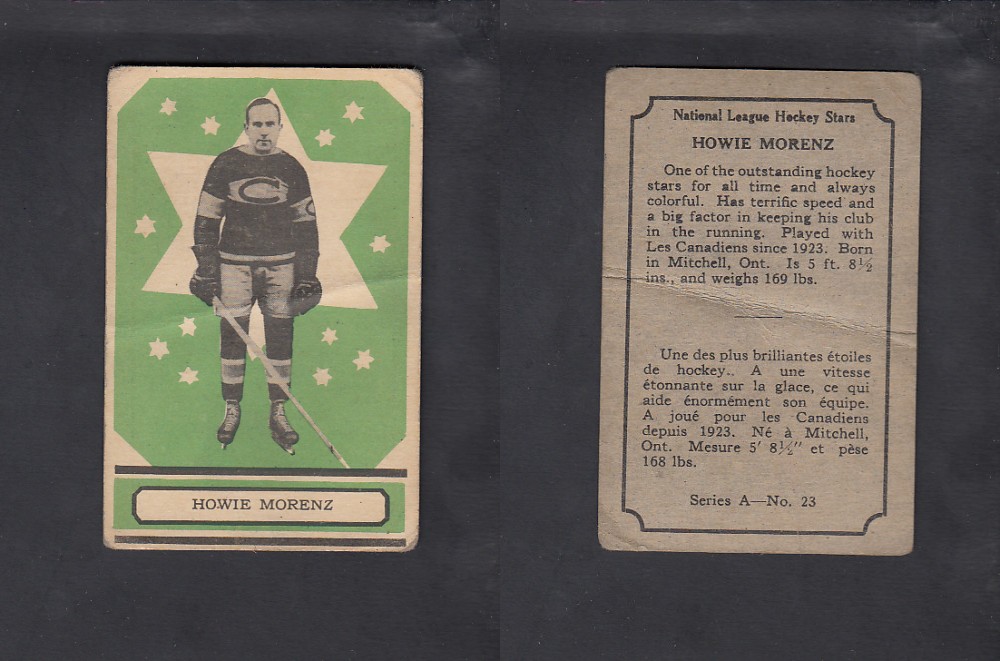 C
HOWIE MORENZ
National League Hockey Stars
HOWIE MORENZ
One of the outstanding hockey
stars for all time and always
colorful. Has terrific speed and
a big factor in keeping his club
in the running. Played with
Les Canadiens since 1923. Born
in Mitchell, Ont. Is 5 ft. 8½
ins., and weighs 169 lbs.
Une des plus brilliantes étoiles
de hockey.. A une vitesse
étonnante sur la glace, ce qui
aide énormément son équipe.
A joué pour les Canadiens
depuis 1923. Né à Mitchell,
Ont. Mesure 5' 8½" et pèse
168 lbs.
Series A—No. 23